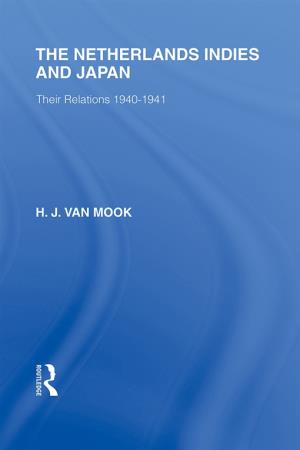 THE NETHERLANDS INDIES
AND JAPAN
Their Relations 1940-1941
H. J. VAN MOOK
ROUTLEDGE